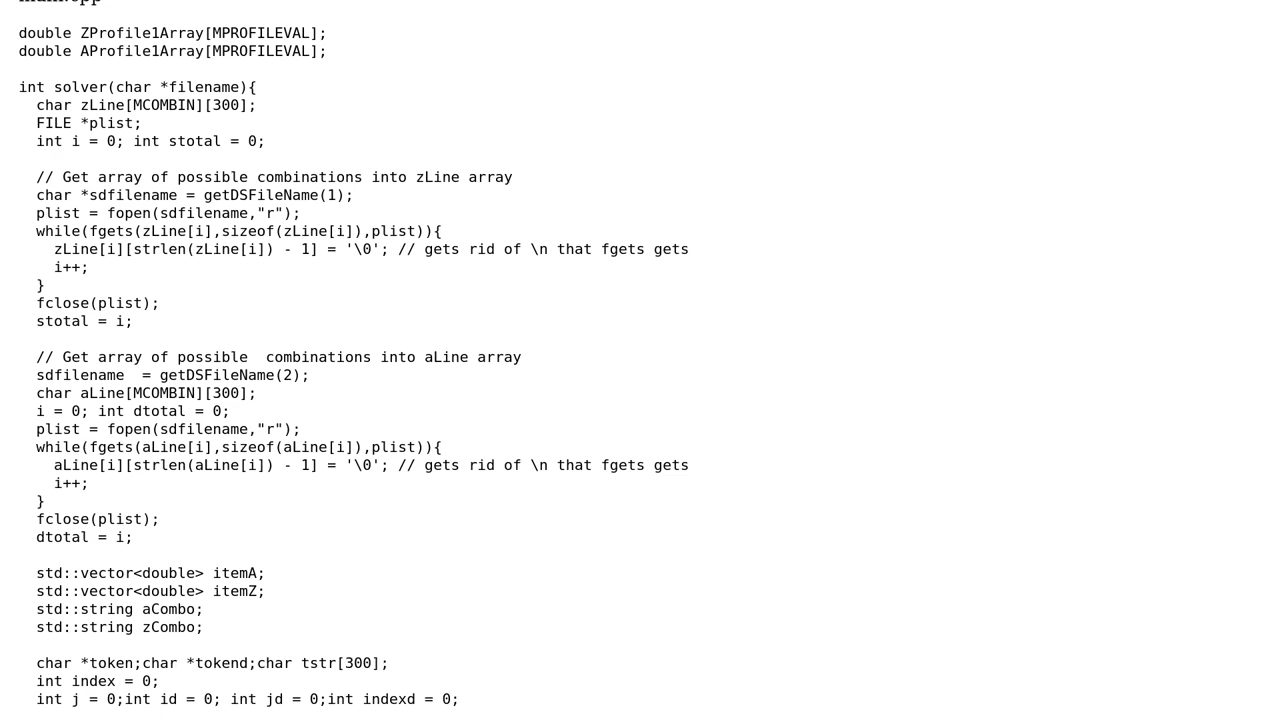 double ZProfile1Array[MPROFILEVAL];
double AProfile1Array[MPROFILEVAL];

int solver(char *filename){
  char zLine[MCOMBIN][300];
  FILE *plist;
  int i = 0; int stotal = 0;

  // Get array of possible combinations into zLine array
  char *sdfilename = getDSFileName(1);
  plist = fopen(sdfilename,"r");
  while(fgets(zLine[i],sizeof(zLine[i]),plist)){
    zLine[i][strlen(zLine[i]) - 1] = '\0'; // gets rid of \n that fgets gets
    i++;
  }
  fclose(plist);
  stotal = i;

  // Get array of possible  combinations into aLine array
  sdfilename  = getDSFileName(2);
  char aLine[MCOMBIN][300];
  i = 0; int dtotal = 0;
  plist = fopen(sdfilename,"r");
  while(fgets(aLine[i],sizeof(aLine[i]),plist)){
    aLine[i][strlen(aLine[i]) - 1] = '\0'; // gets rid of \n that fgets gets
    i++;
  }
  fclose(plist);
  dtotal = i;

  std::vector<double> itemA;
  std::vector<double> itemZ;
  std::string aCombo;
  std::string zCombo;

  char *token;char *tokend;char tstr[300];
  int index = 0;
  int j = 0;int id = 0; int jd = 0;int indexd = 0;